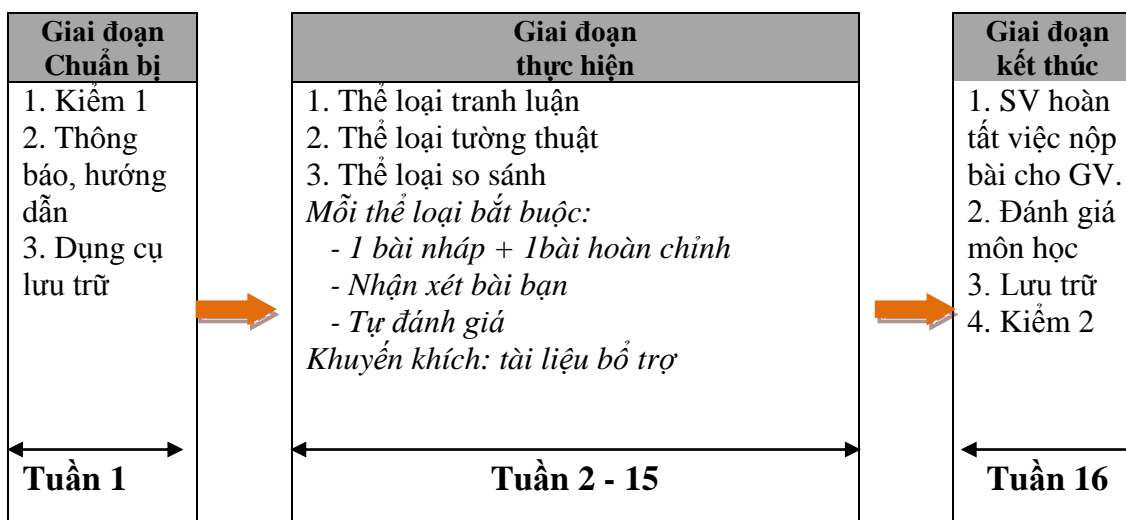 Giai đoạn
Chuẩn bị
1. Kiểm 1
2. Thông
báo, hướng
dẫn
3. Dụng cụ
lưu trữ
Tuần 1
Giai đoạn
thực hiện
1. Thể loại tranh luận
2. Thể loại tường thuật
3. Thể loại so sánh
Mỗi thể loại bắt buộc:
- 1 bài nháp + 1bài hoàn chỉnh
- Nhận xét bài bạn
- Tự đánh giá
Khuyến khích: tài liệu bổ trợ
Tuần 2 - 15
Giai đoạn
kết thúc
1. SV hoàn
tất việc nộp
bài cho GV.
2. Đánh giá
môn học
3. Lưu trữ
4. Kiểm 2
Tuần 16